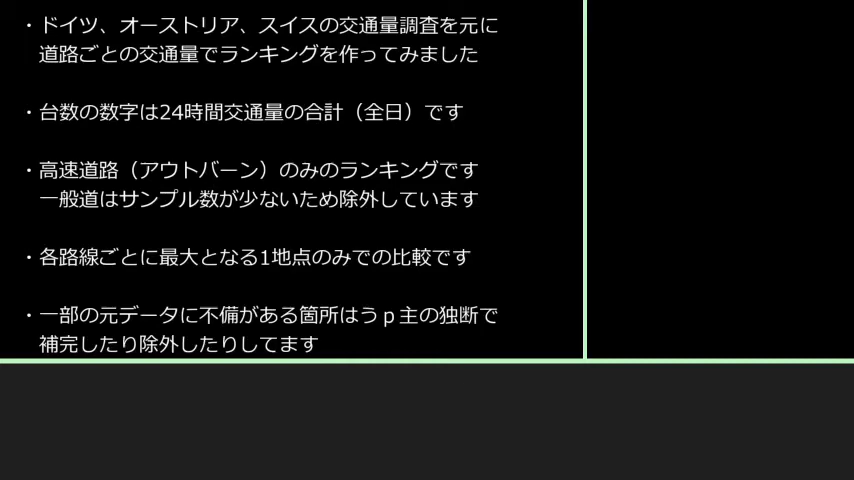 ・ドイツ、オーストリア、スイスの交通量調査を元に
道路ごとの交通量でランキングを作ってみました
・台数の数字は24時間交通量の合計（全日）です
・高速道路（アウトバーン）のみのランキングです
一般道はサンプル数が少ないため除外しています
・各路線ごとに最大となる1地点のみでの比較です
・一部の元データに不備がある箇所はうｐ主の独断で
補完したり除外したりしてます